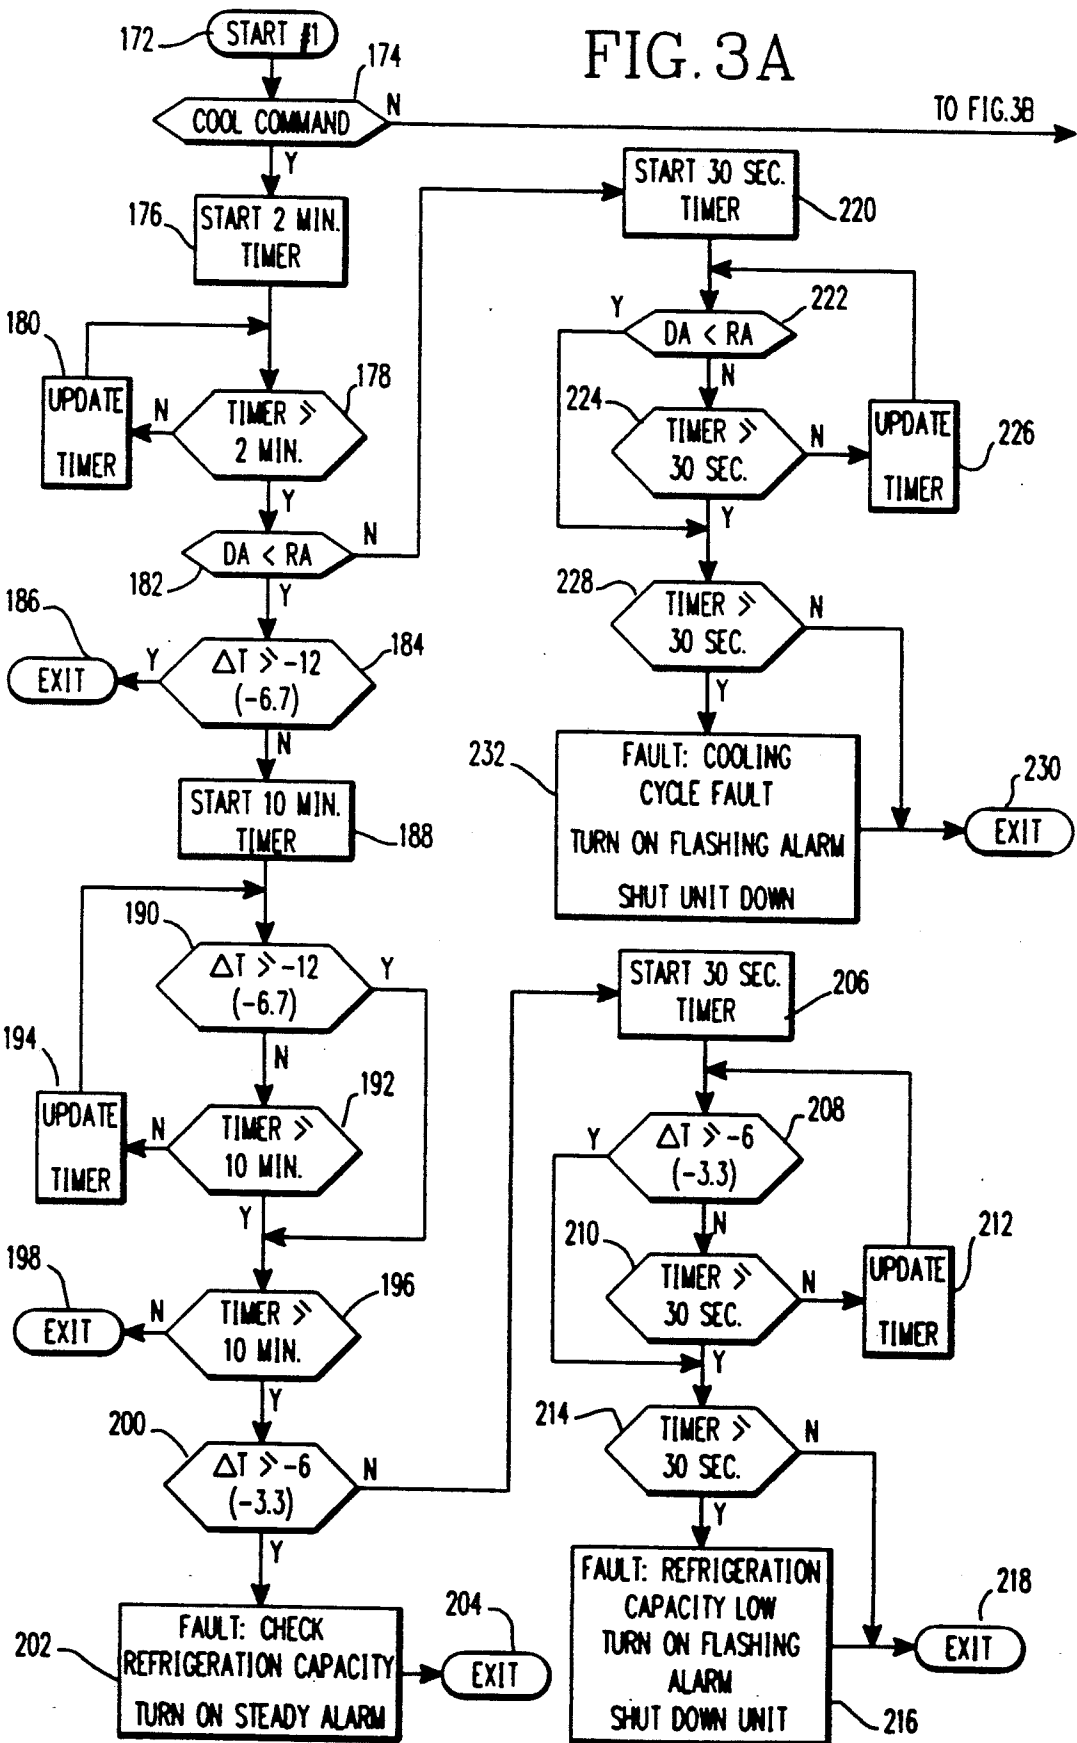 FIG. 3A
172
START #1
174
COOL COMMAND
N
TO FIG.3B
Y
176
START 2 MIN.
TIMER
180
UPDATE
TIMER
N
178
TIMER ⩾
2 MIN.
Y
182
DA < RA
N
Y
186
EXIT
Y
184
ΔT ⩾ -12
(-6.7)
N
START 10 MIN.
TIMER
188
190
ΔT ⩾ -12
(-6.7)
Y
N
194
UPDATE
TIMER
N
192
TIMER ⩾
10 MIN.
Y
198
EXIT
N
196
TIMER ⩾
10 MIN.
Y
200
ΔT ⩾ -6
(-3.3)
N
Y
202
FAULT: CHECK
REFRIGERATION CAPACITY
TURN ON STEADY ALARM
204
EXIT
START 30 SEC.
TIMER
220
Y
222
DA < RA
N
224
TIMER ⩾
30 SEC.
N
UPDATE
TIMER
226
Y
228
TIMER ⩾
30 SEC.
N
Y
232
FAULT: COOLING
CYCLE FAULT
TURN ON FLASHING ALARM
SHUT UNIT DOWN
230
EXIT
START 30 SEC.
TIMER
206
Y
208
ΔT ⩾ -6
(-3.3)
N
210
TIMER ⩾
30 SEC.
N
212
UPDATE
TIMER
Y
214
TIMER ⩾
30 SEC.
N
Y
FAULT: REFRIGERATION
CAPACITY LOW
TURN ON FLASHING
ALARM
SHUT DOWN UNIT
216
218
EXIT